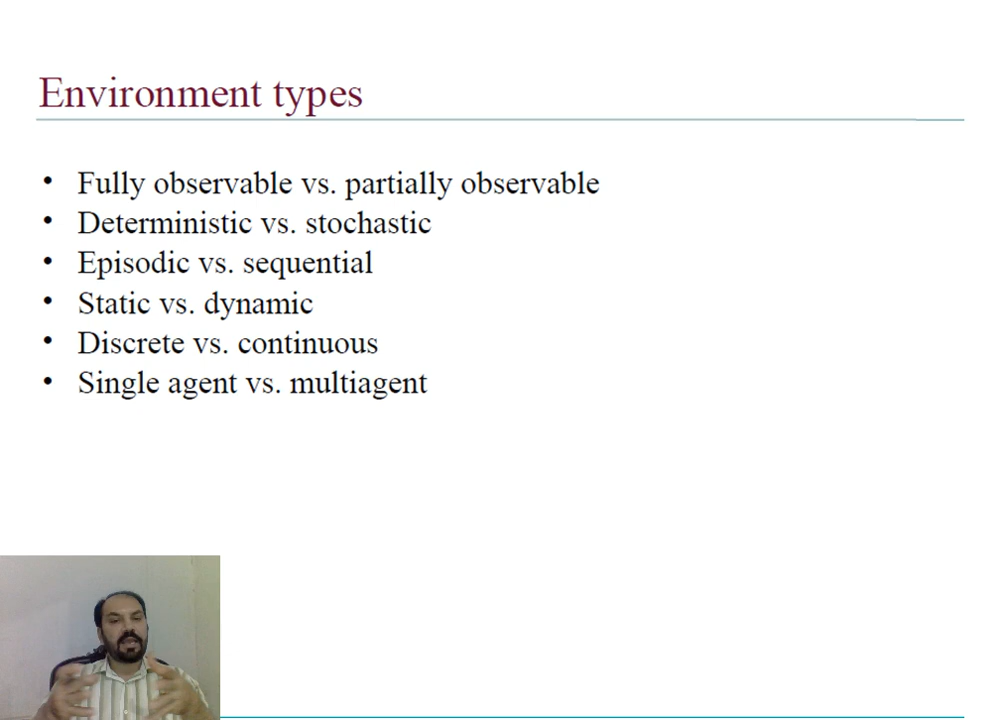 Environment types
• Fully observable vs. partially observable
• Deterministic vs. stochastic
• Episodic vs. sequential
• Static vs. dynamic
• Discrete vs. continuous
• Single agent vs. multiagent